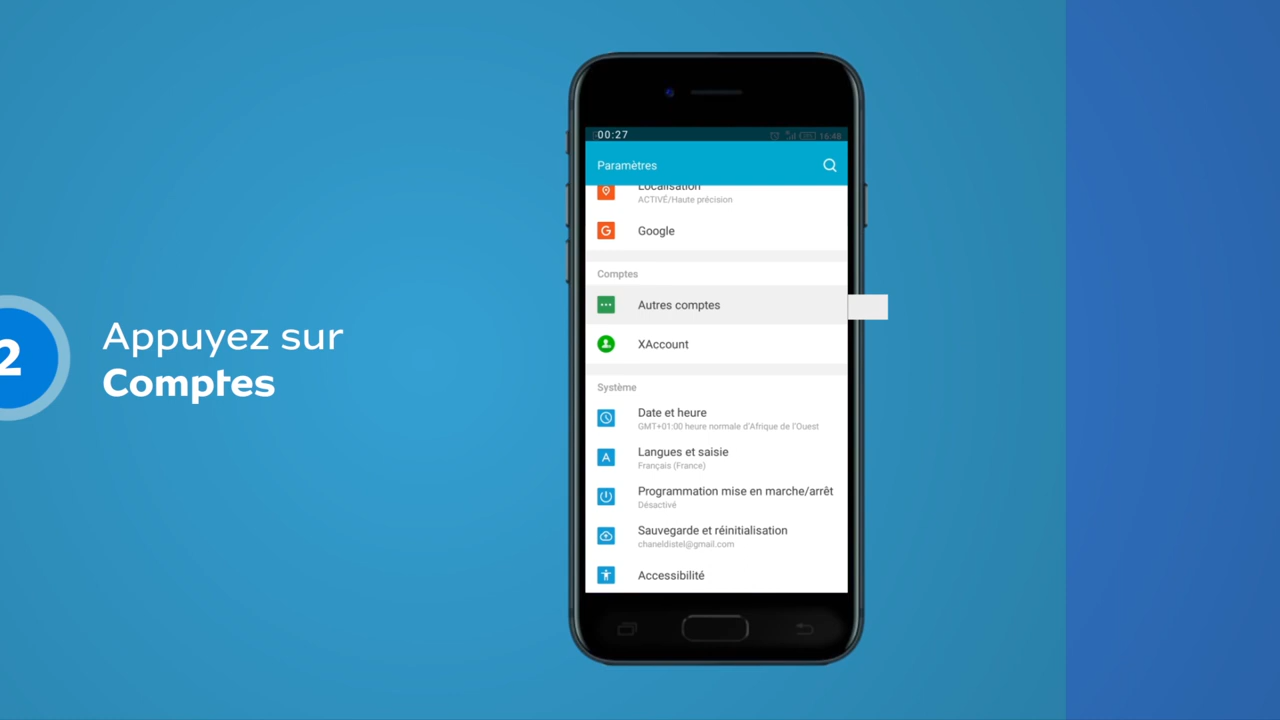 2
Appuyez sur
Comptes
00:27
16:48
Paramètres
Localisation
ACTIVÉ/Haute précision
G
Google
Comptes
Autres comptes
XAccount
Système
Date et heure
GMT+01:00 heure normale d'Afrique de l'Ouest
A
Langues et saisie
Français (France)
Programmation mise en marche/arrêt
Désactivé
Sauvegarde et réinitialisation
chaneldistel@gmail.com
Accessibilité